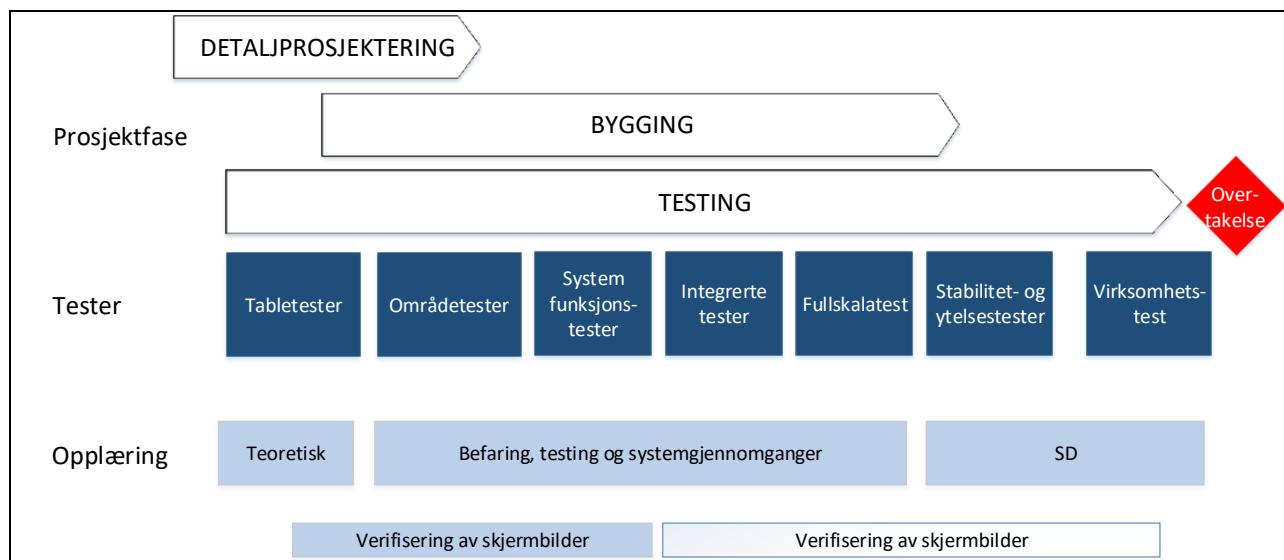 DETALJPROSJEKTERING
Prosjektfase
BYGGING
TESTING
Over-
takelse
Tester
Tabletester
Områdetester
System
funksjons-
tester
Integrerte
tester
Fullskalatest
Stabilitet- og
ytelsestester
Virksomhets-
test
Opplæring
Teoretisk
Befaring, testing og systemgjennomganger
SD
Verifisering av skjermbilder
Verifisering av skjermbilder